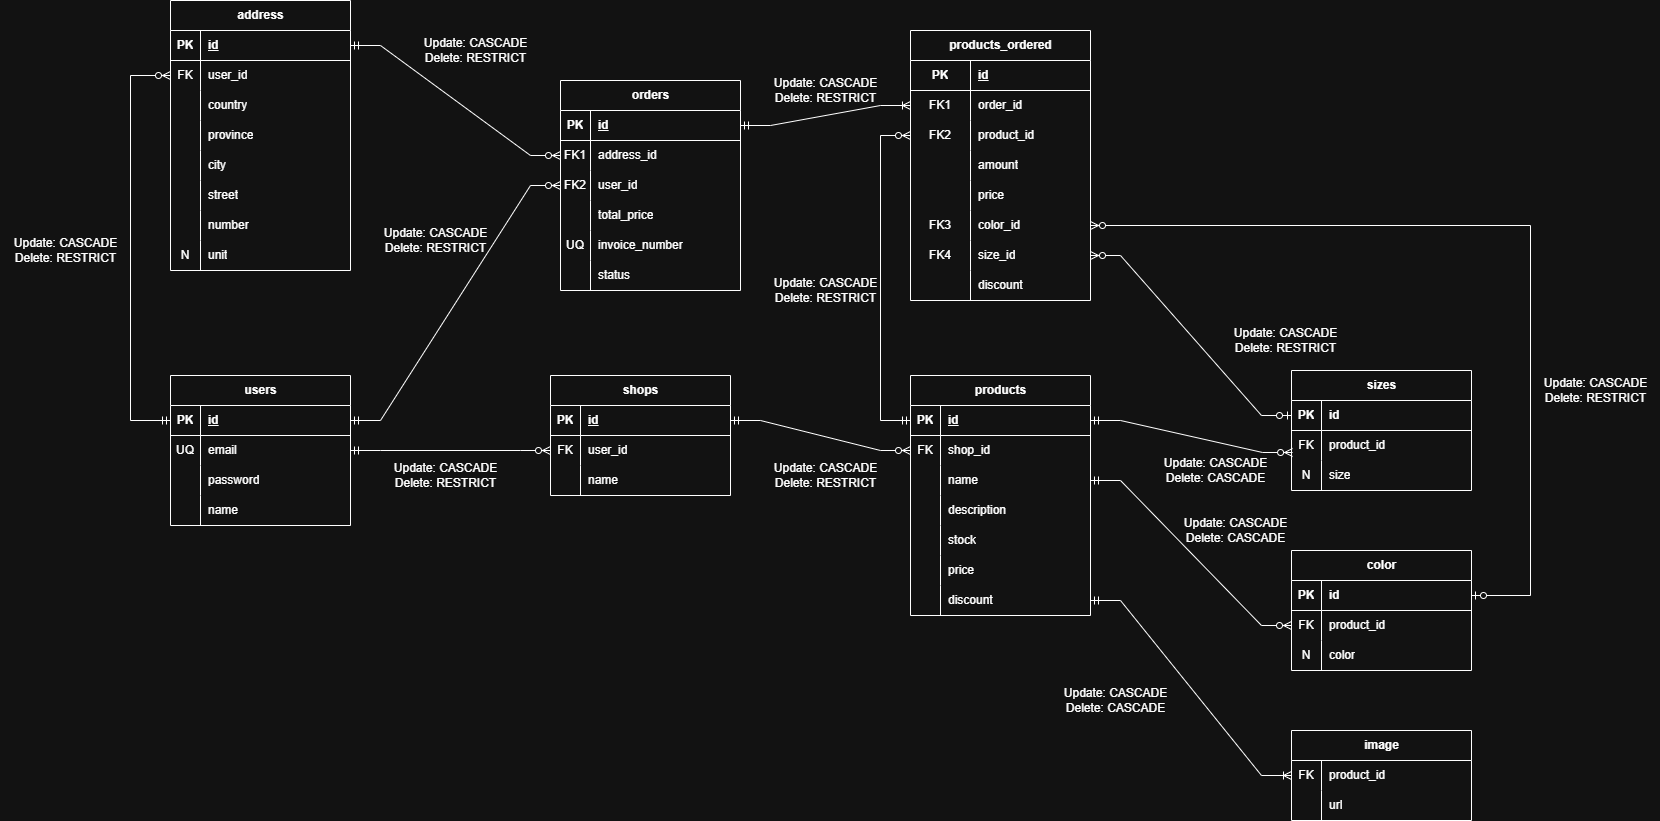 address
PK id
FK user_id
country
province
city
street
number
N unit
Update: CASCADE
Delete: RESTRICT
Update: CASCADE
Delete: RESTRICT
orders
PK id
FK1 address_id
FK2 user_id
total_price
UQ invoice_number
status
Update: CASCADE
Delete: RESTRICT
Update: CASCADE
Delete: RESTRICT
products_ordered
PK id
FK1 order_id
FK2 product_id
amount
price
FK3 color_id
FK4 size_id
discount
Update: CASCADE
Delete: RESTRICT
Update: CASCADE
Delete: RESTRICT
Update: CASCADE
Delete: RESTRICT
users
PK id
UQ email
password
name
Update: CASCADE
Delete: RESTRICT
shops
PK id
FK user_id
name
Update: CASCADE
Delete: RESTRICT
products
PK id
FK shop_id
name
description
stock
price
discount
Update: CASCADE
Delete: CASCADE
sizes
PK id
FK product_id
N size
Update: CASCADE
Delete: CASCADE
color
PK id
FK product_id
N color
Update: CASCADE
Delete: CASCADE
image
FK product_id
url